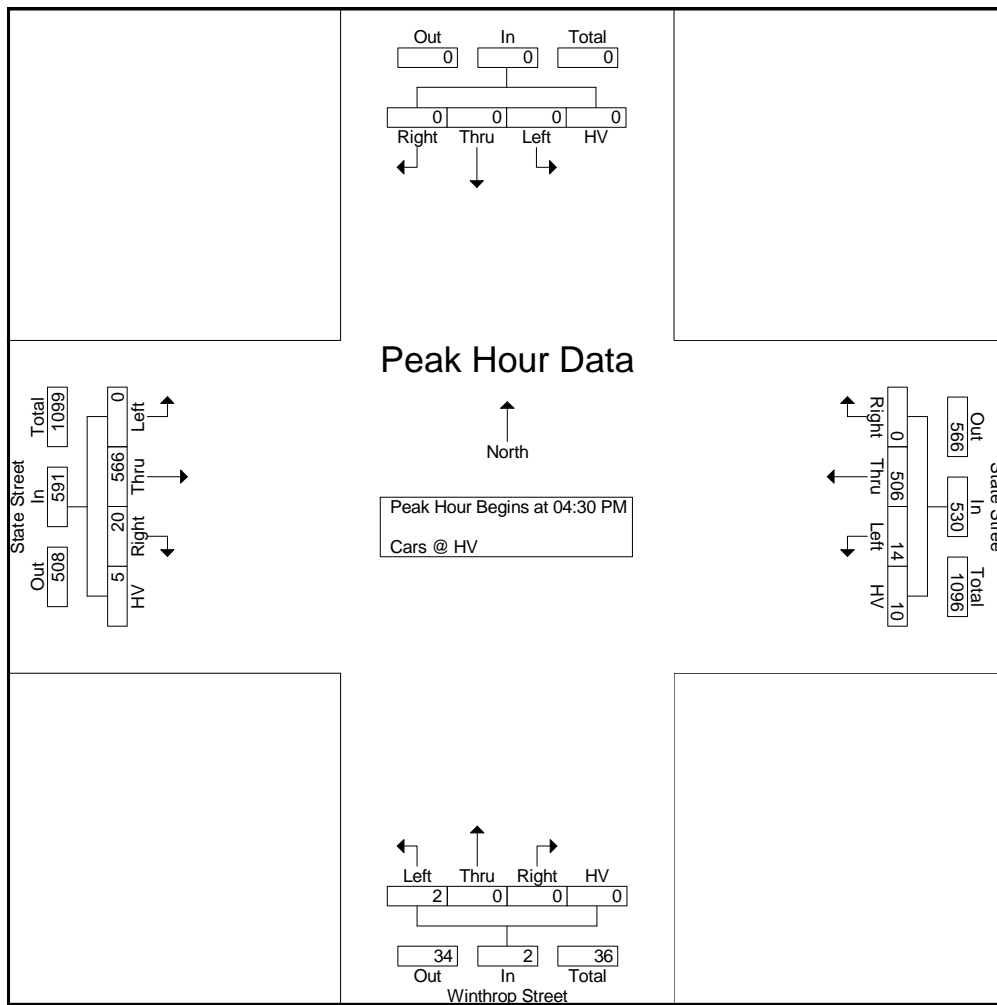 Out In Total
0 0 0
0 0 0 0
Right Thru Left HV
Peak Hour Data
North
Peak Hour Begins at 04:30 PM
Cars @ HV
State Street
Total In Out
1099 591 508
0 566 20 5
Left Thru Right HV
Right Thru Left HV
0 506 14 10
Out In Total
566 530 1096
State Stree
Left Thru Right HV
2 0 0 0
34 2 36
Out In Total
Winthrop Street